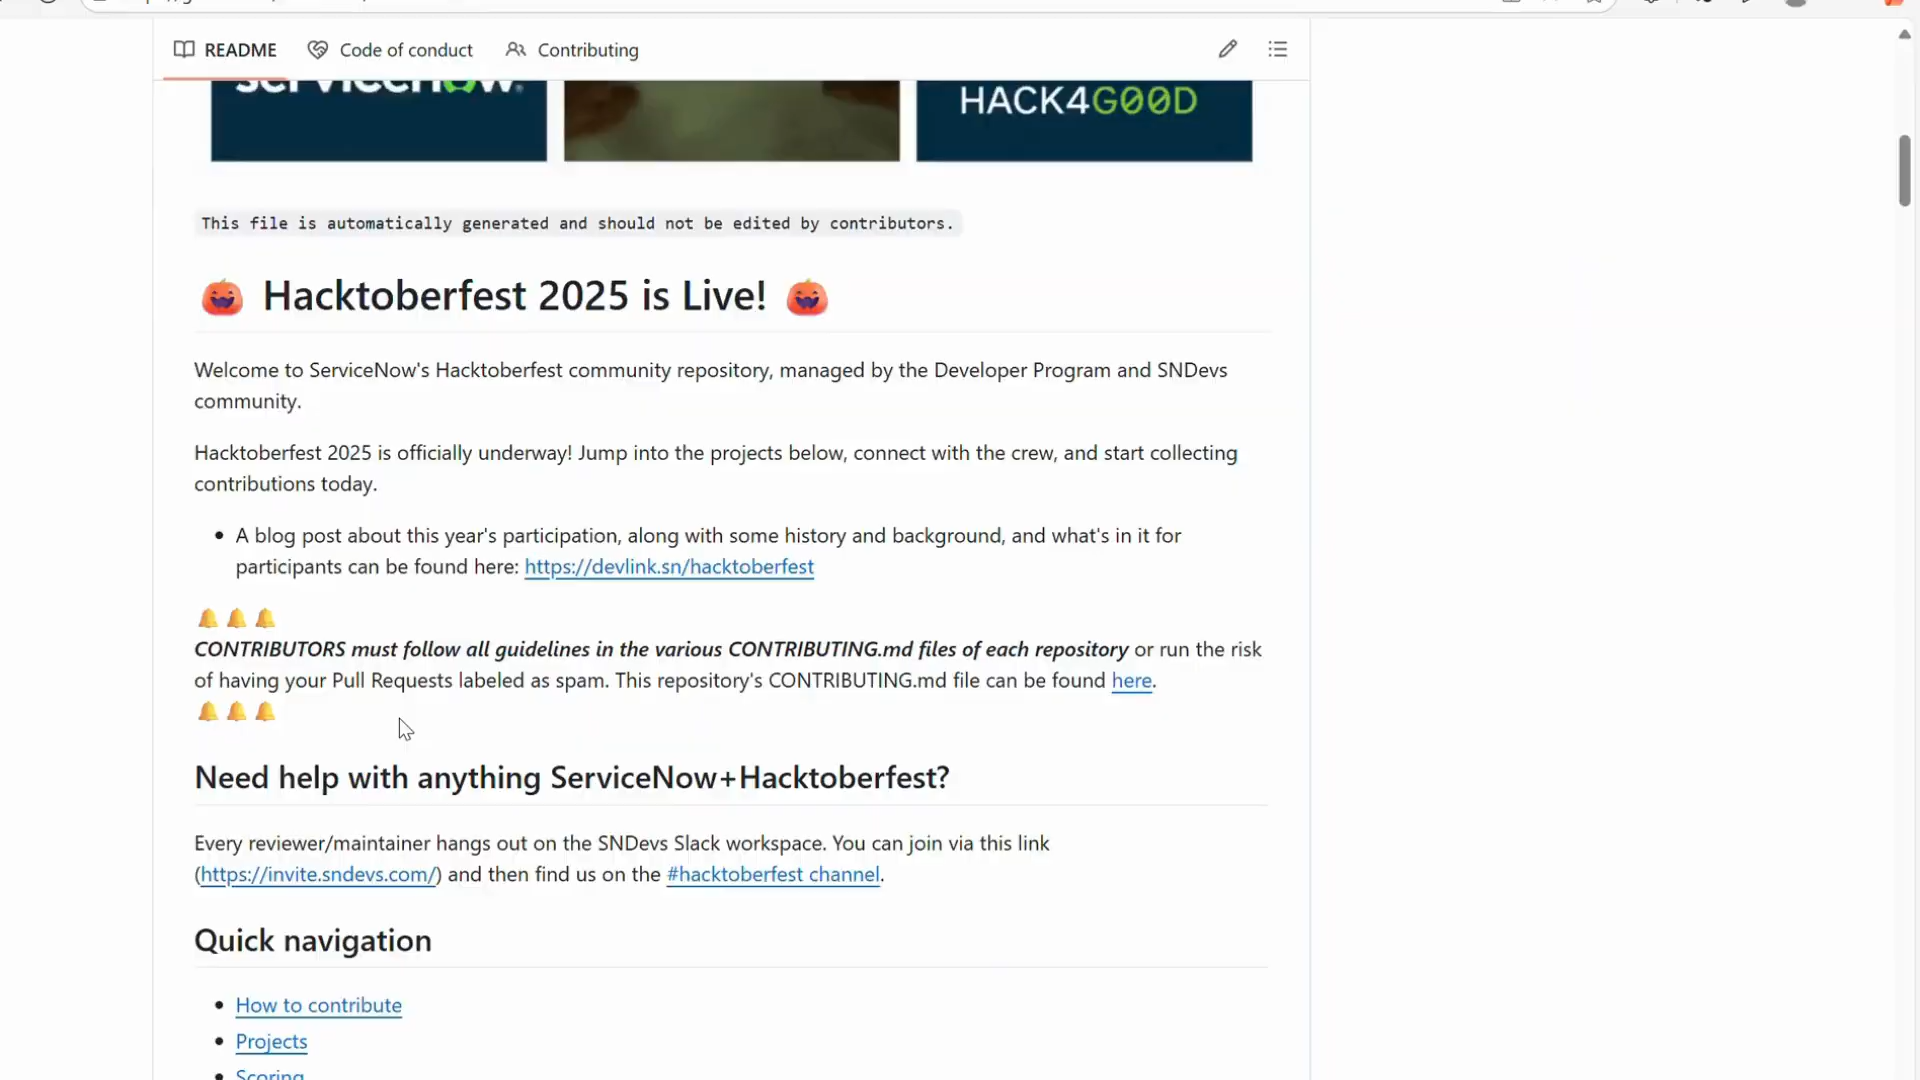 README Code of conduct Contributing
servicenow.
HACK4G00D
This file is automatically generated and should not be edited by contributors.
Hacktoberfest 2025 is Live!
Welcome to ServiceNow's Hacktoberfest community repository, managed by the Developer Program and SNDevs
community.
Hacktoberfest 2025 is officially underway! Jump into the projects below, connect with the crew, and start collecting
contributions today.
• A blog post about this year's participation, along with some history and background, and what's in it for
participants can be found here: https://devlink.sn/hacktoberfest
CONTRIBUTORS must follow all guidelines in the various CONTRIBUTING.md files of each repository or run the risk
of having your Pull Requests labeled as spam. This repository's CONTRIBUTING.md file can be found here.
Need help with anything ServiceNow+Hacktoberfest?
Every reviewer/maintainer hangs out on the SNDevs Slack workspace. You can join via this link
(https://invite.sndevs.com/) and then find us on the #hacktoberfest channel.
Quick navigation
• How to contribute
• Projects
• Scoring